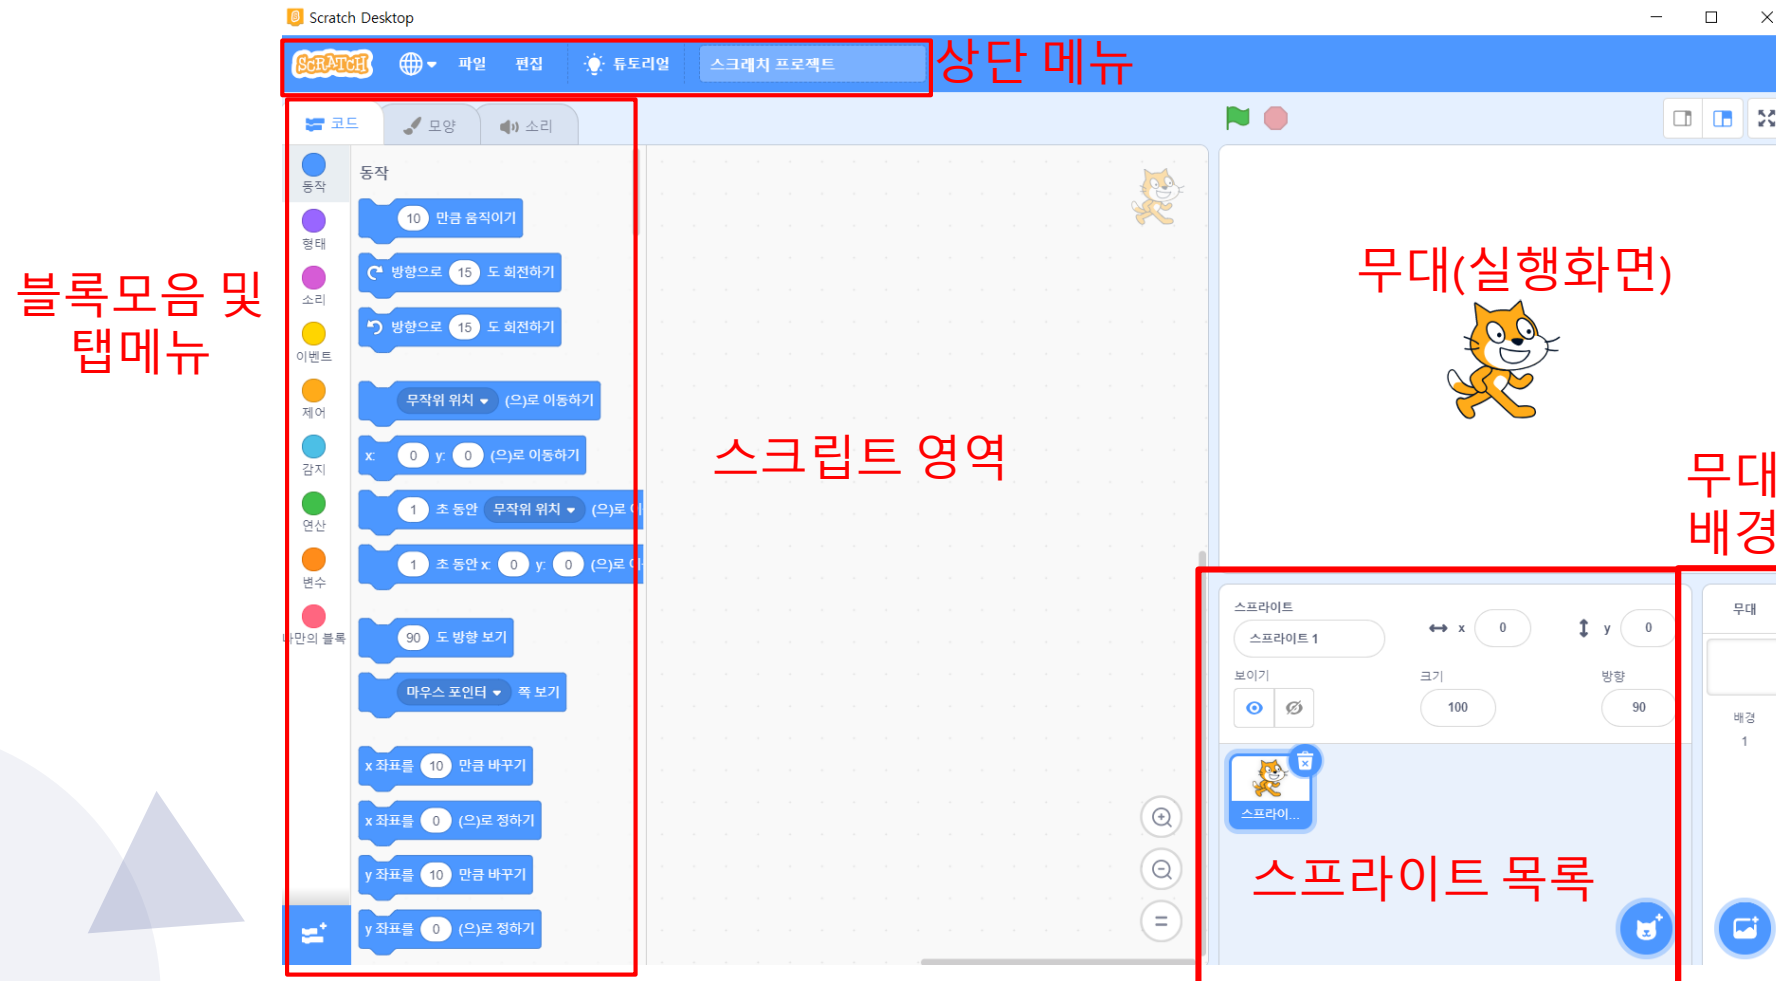 Scratch Desktop
SCRATCH 파일 편집 튜토리얼 스크래치 프로젝트
상단 메뉴
코드 모양 소리
블록모음 및
탭메뉴
동작
형태
소리
이벤트
제어
감지
연산
변수
나만의 블록
동작
10 만큼 움직이기
방향으로 15 도 회전하기
방향으로 15 도 회전하기
무작위 위치 (으)로 이동하기
x: 0 y: 0 (으)로 이동하기
1 초 동안 무작위 위치 (으)로 이
1 초 동안 x: 0 y: 0 (으)로 이
90 도 방향 보기
마우스 포인터 쪽 보기
x 좌표를 10 만큼 바꾸기
x 좌표를 0 (으)로 정하기
y 좌표를 10 만큼 바꾸기
y 좌표를 0 (으)로 정하기
스크립트 영역
무대(실행화면)
무대
배경
스프라이트
스프라이트 1 x 0 y 0
보이기 크기 방향
100 90
스프라이...
스프라이트 목록
무대
배경
1